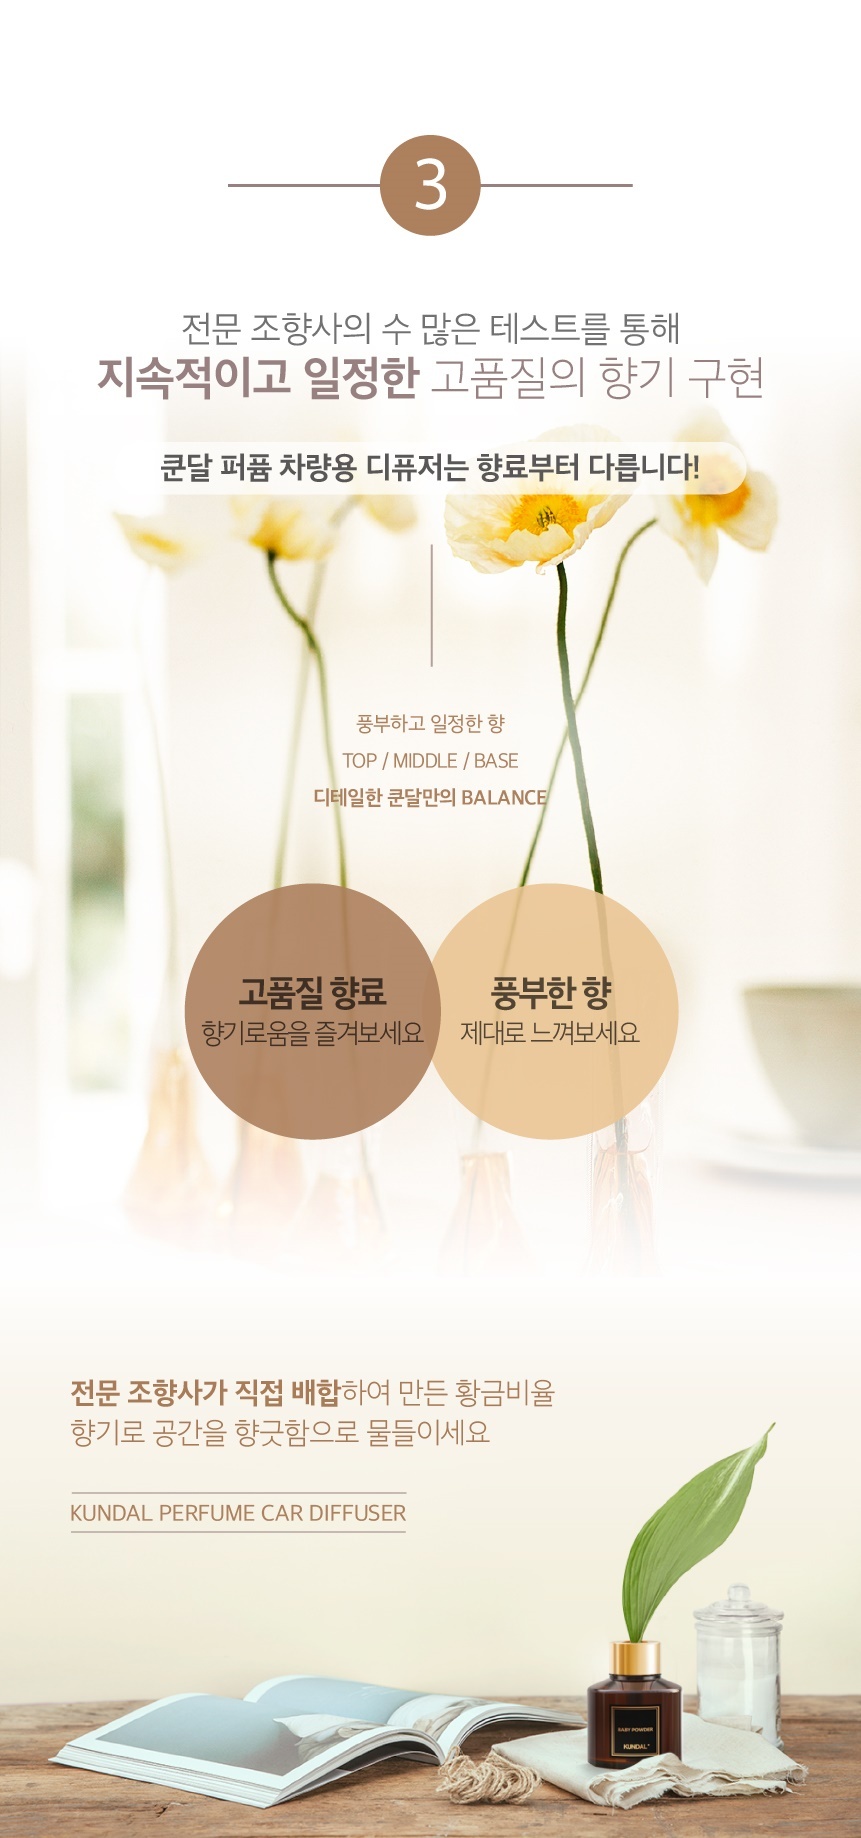 3
전문 조향사의 수 많은 테스트를 통해
지속적이고 일정한 고품질의 향기 구현
쿤달 퍼퓸 차량용 디퓨저는 향료부터 다릅니다!
풍부하고 일정한 향
TOP / MIDDLE / BASE
디테일한 쿤달만의 BALANCE
고품질 향료
향기로움을 즐겨보세요
풍부한 향
제대로 느껴보세요
전문 조향사가 직접 배합하여 만든 황금비율
향기로 공간을 향긋함으로 물들이세요
KUNDAL PERFUME CAR DIFFUSER
BABY POWDER
KUNDAL